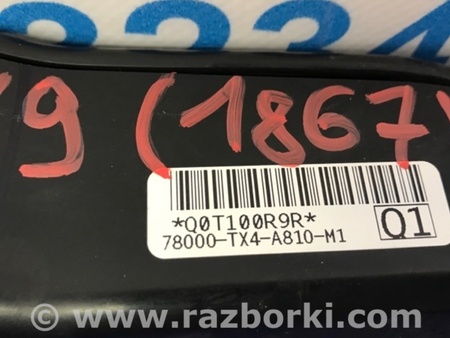 9 (1867)
*Q0T100R9R*
78000-TX4-A810-M1
Q1
© www.razborki.com